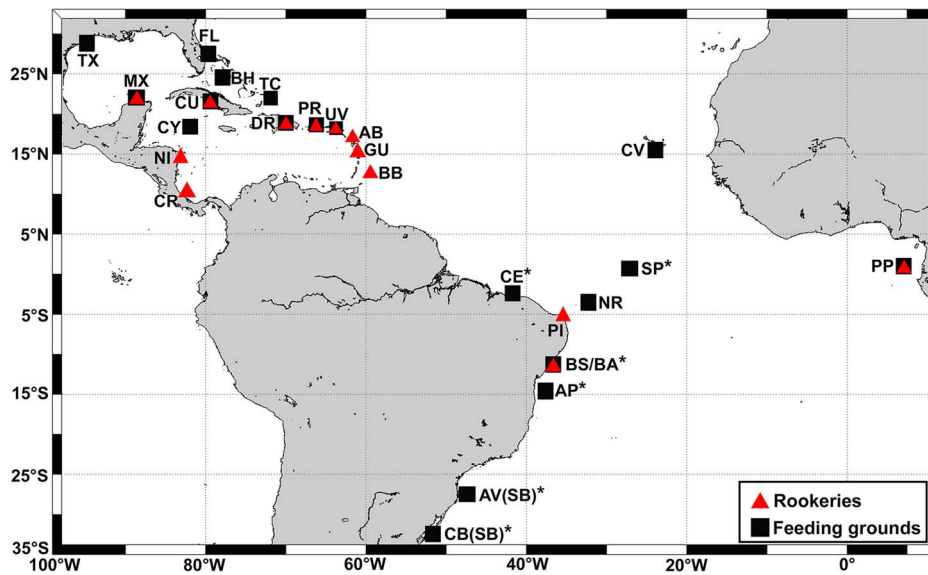 FL
TX
BH
TC
25°N
MX
CU
PR
UV
DR
AB
CY
GU
CV
15°N
NI
BB
CR
5°N
CE*
SP*
PP
NR
5°S
PI
BS/BA*
AP*
15°S
25°S
AV(SB)*
Rookeries
CB(SB)*
Feeding grounds
35°S
100°W
80°W
60°W
40°W
20°W
0°